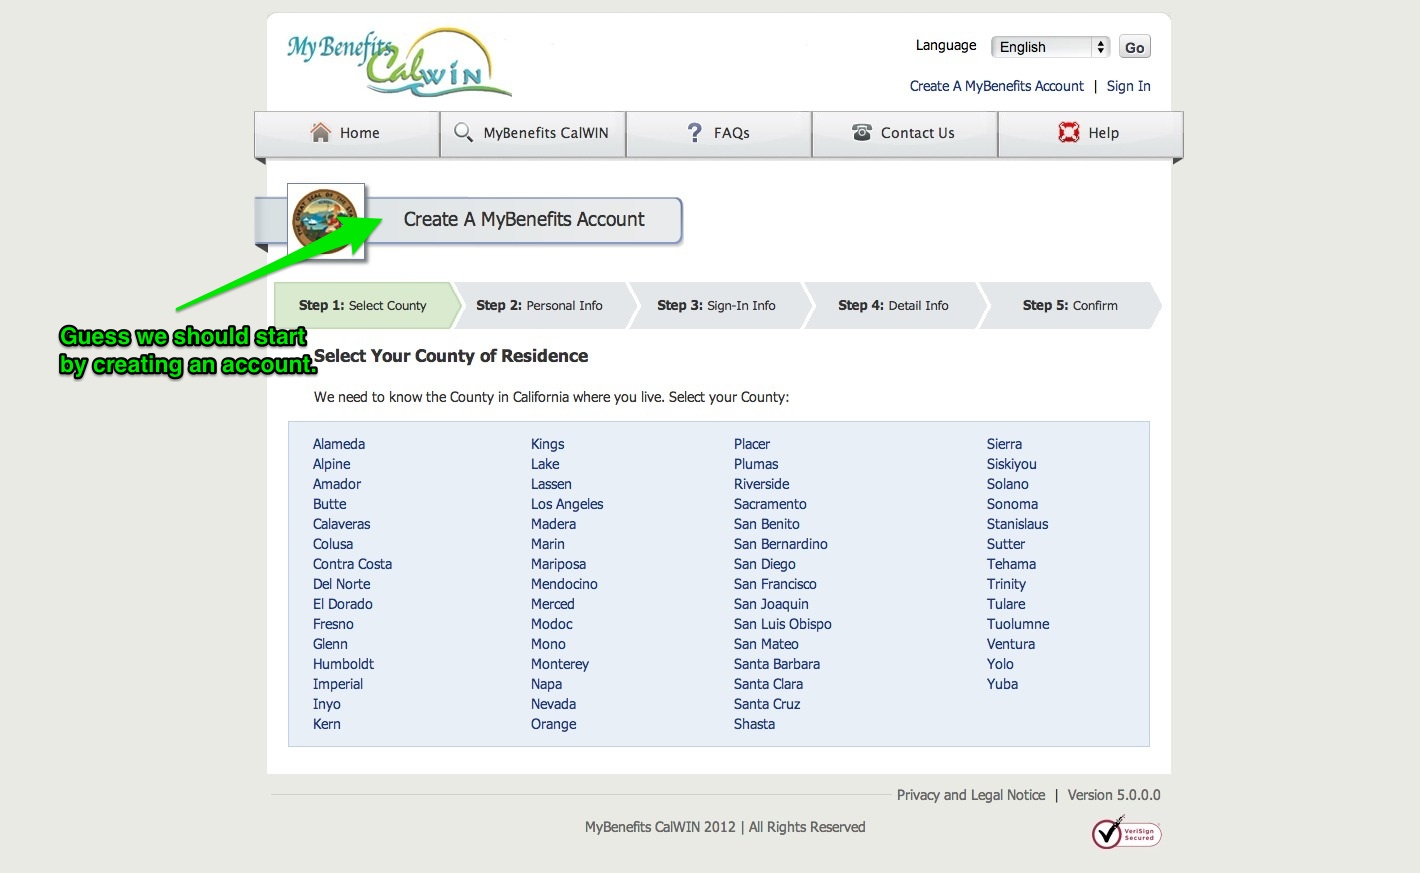 My Benefits
CalWIN
Language English Go
Create A MyBenefits Account | Sign In
Home MyBenefits CalWIN ? FAQs Contact Us Help
Create A MyBenefits Account
Step 1: Select County Step 2: Personal Info Step 3: Sign-In Info Step 4: Detail Info Step 5: Confirm
Guess we should start
by creating an account.
Select Your County of Residence
We need to know the County in California where you live. Select your County:
Alameda
Alpine
Amador
Butte
Calaveras
Colusa
Contra Costa
Del Norte
El Dorado
Fresno
Glenn
Humboldt
Imperial
Inyo
Kern
Kings
Lake
Lassen
Los Angeles
Madera
Marin
Mariposa
Mendocino
Merced
Modoc
Mono
Monterey
Napa
Nevada
Orange
Placer
Plumas
Riverside
Sacramento
San Benito
San Bernardino
San Diego
San Francisco
San Joaquin
San Luis Obispo
San Mateo
Santa Barbara
Santa Clara
Santa Cruz
Shasta
Sierra
Siskiyou
Solano
Sonoma
Stanislaus
Sutter
Tehama
Trinity
Tulare
Tuolumne
Ventura
Yolo
Yuba
Privacy and Legal Notice | Version 5.0.0.0
MyBenefits CalWIN 2012 | All Rights Reserved
VeriSign
Secured